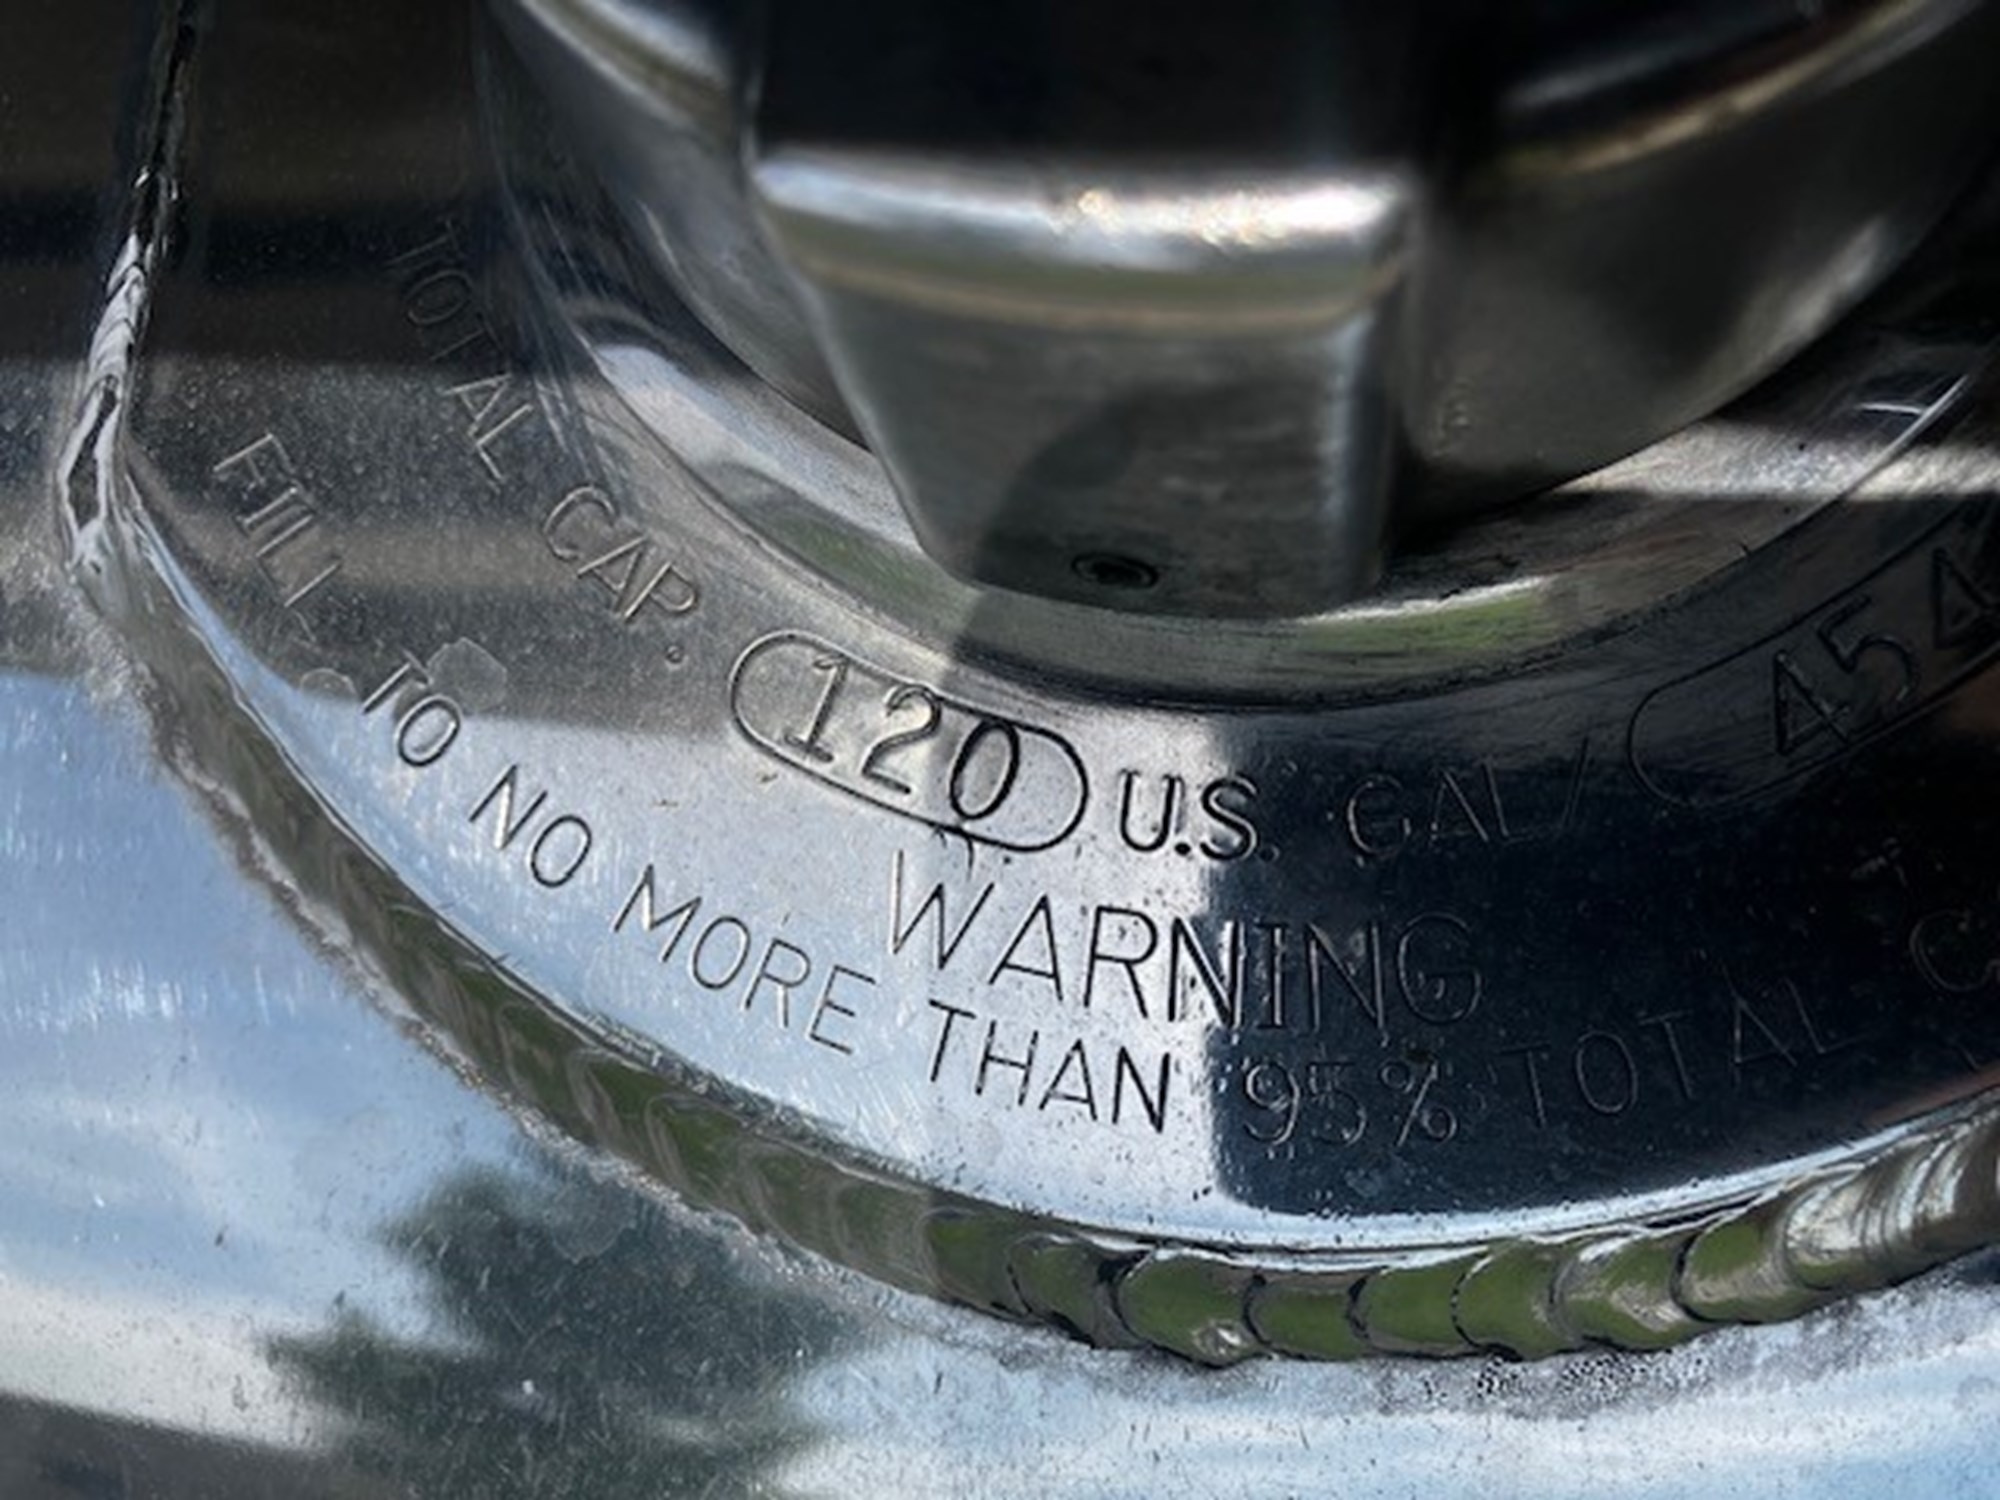 TOTAL CAP. 120 U.S. GAL/ 454
WARNING
FILL TO NO MORE THAN 95% TOTAL